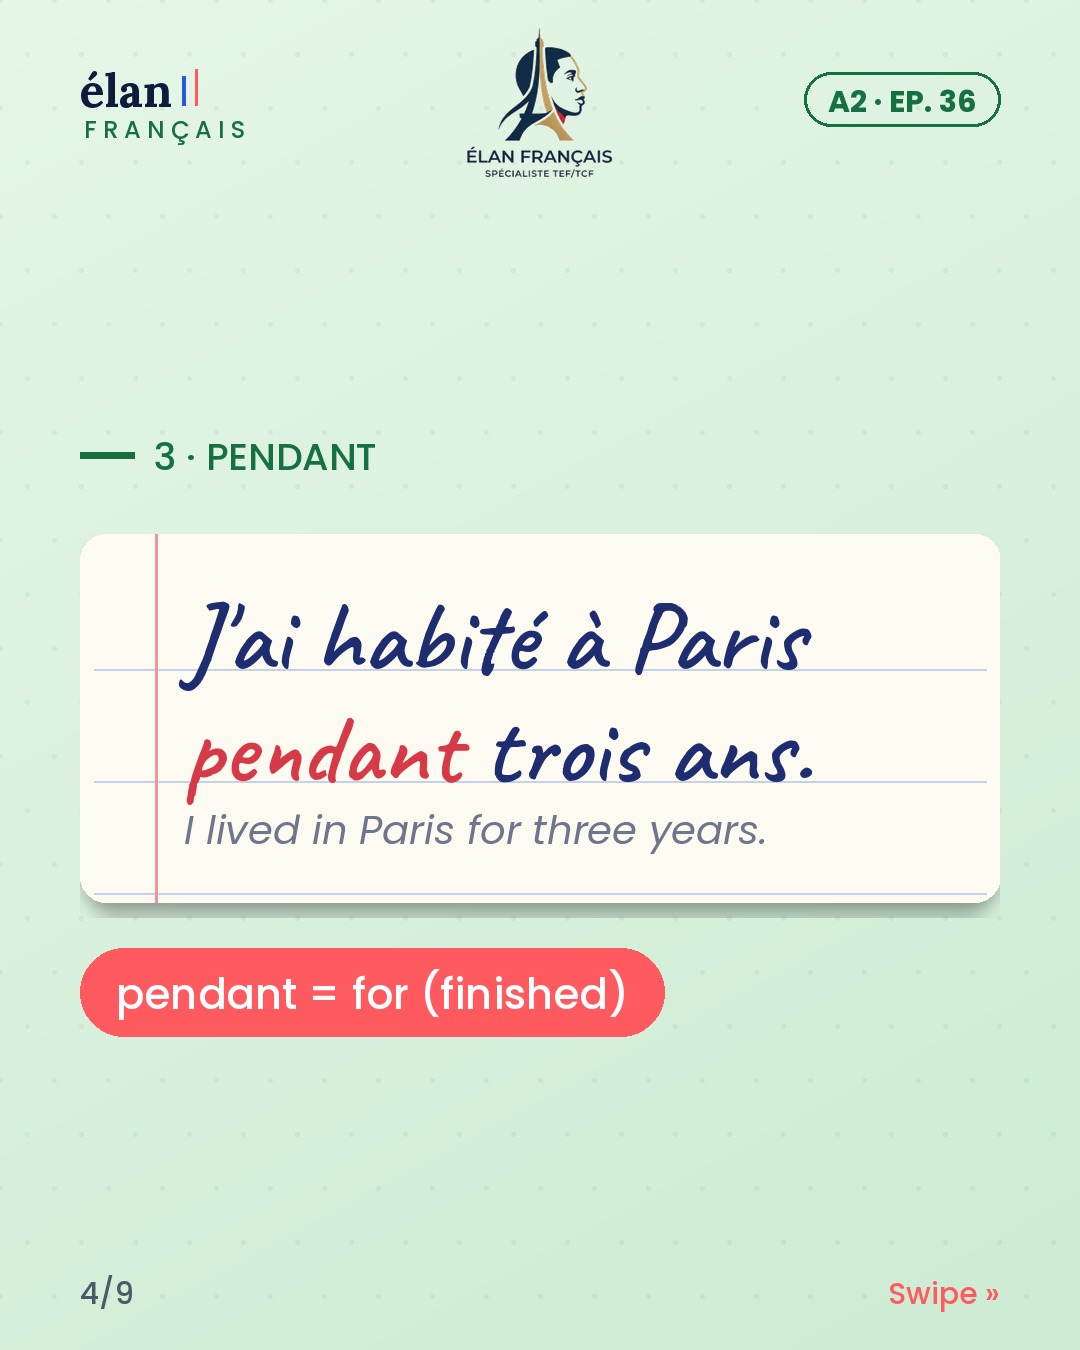 élan
FRANÇAIS
ÉLAN FRANÇAIS
SPÉCIALISTE TEF/TCF
A2 · EP. 36
3 · PENDANT
J'ai habité à Paris
pendant trois ans.
I lived in Paris for three years.
pendant = for (finished)
4/9
Swipe »